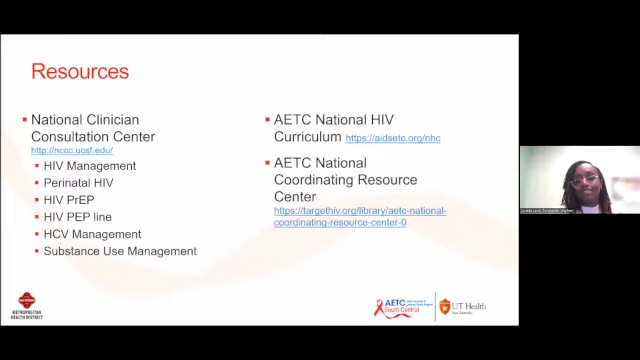 Resources
National Clinician
Consultation Center
http://nccc.ucsf.edu/
HIV Management
Perinatal HIV
HIV PrEP
HIV PEP line
HCV Management
Substance Use Management
AETC National HIV
Curriculum https://aidsetc.org/nhc
AETC National
Coordinating Resource
Center
https://targethiv.org/library/aetc-national-
coordinating-resource-center-0
METROPOLITAN
HEALTH DISTRICT
AETC
South Central
UT Health
San Antonio